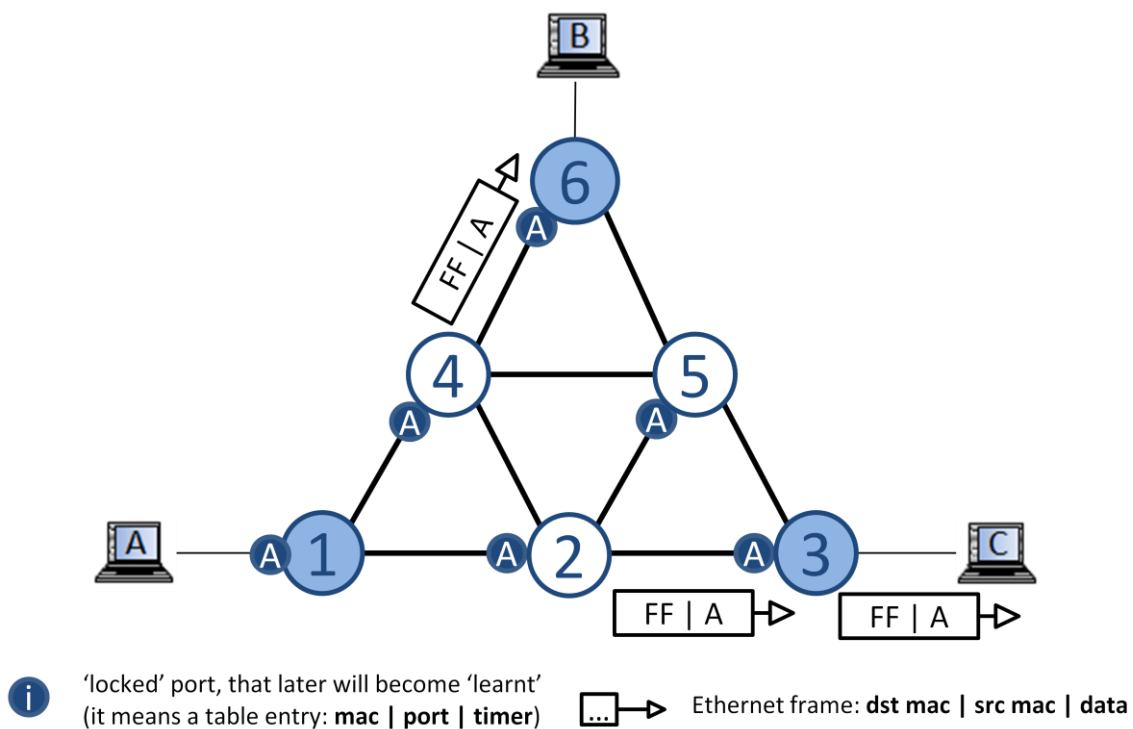 B
6
A
FF | A
4
5
A
A
A
A
1
A
2
A
3
C
FF | A
FF | A
i
'locked' port, that later will become 'learnt'
(it means a table entry: mac | port | timer)
...
Ethernet frame: dst mac | src mac | data